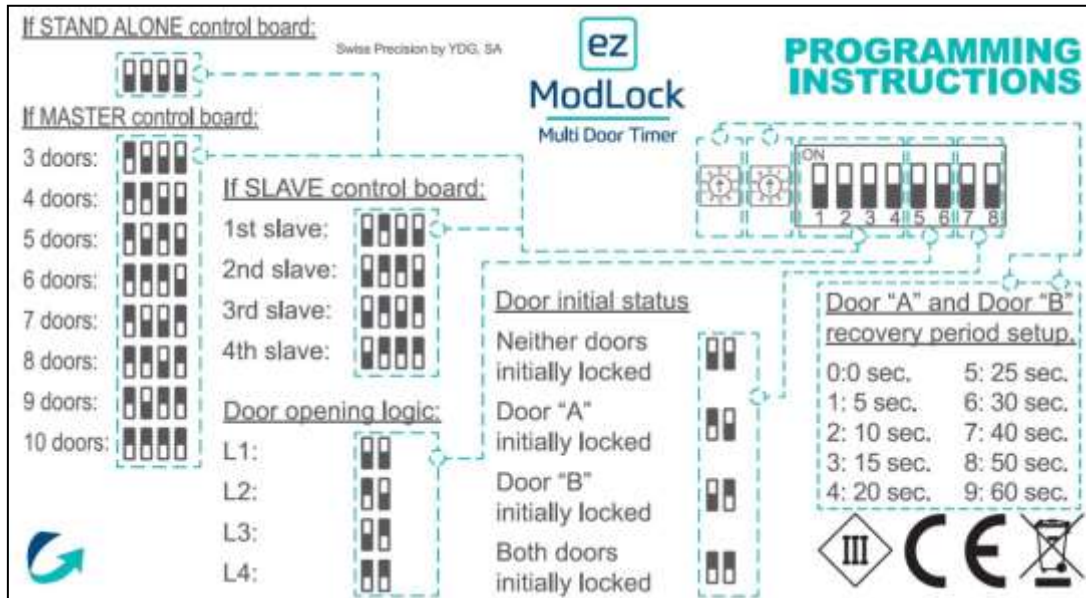 If STAND ALONE control board:
Swiss Precision by YDG, SA
ez
ModLock
Multi Door Timer
PROGRAMMING
INSTRUCTIONS
If MASTER control board:
3 doors:
4 doors:
5 doors:
6 doors:
7 doors:
8 doors:
9 doors:
10 doors:
If SLAVE control board:
1st slave:
2nd slave:
3rd slave:
4th slave:
Door opening logic:
L1:
L2:
L3:
L4:
ON
1 2 3 4 5 6 7 8
Door initial status
Neither doors
initially locked
Door “A”
initially locked
Door “B”
initially locked
Both doors
initially locked
Door “A” and Door “B”
recovery period setup.
0:0 sec. 5: 25 sec.
1: 5 sec. 6: 30 sec.
2: 10 sec. 7: 40 sec.
3: 15 sec. 8: 50 sec.
4: 20 sec. 9: 60 sec.
III
CE